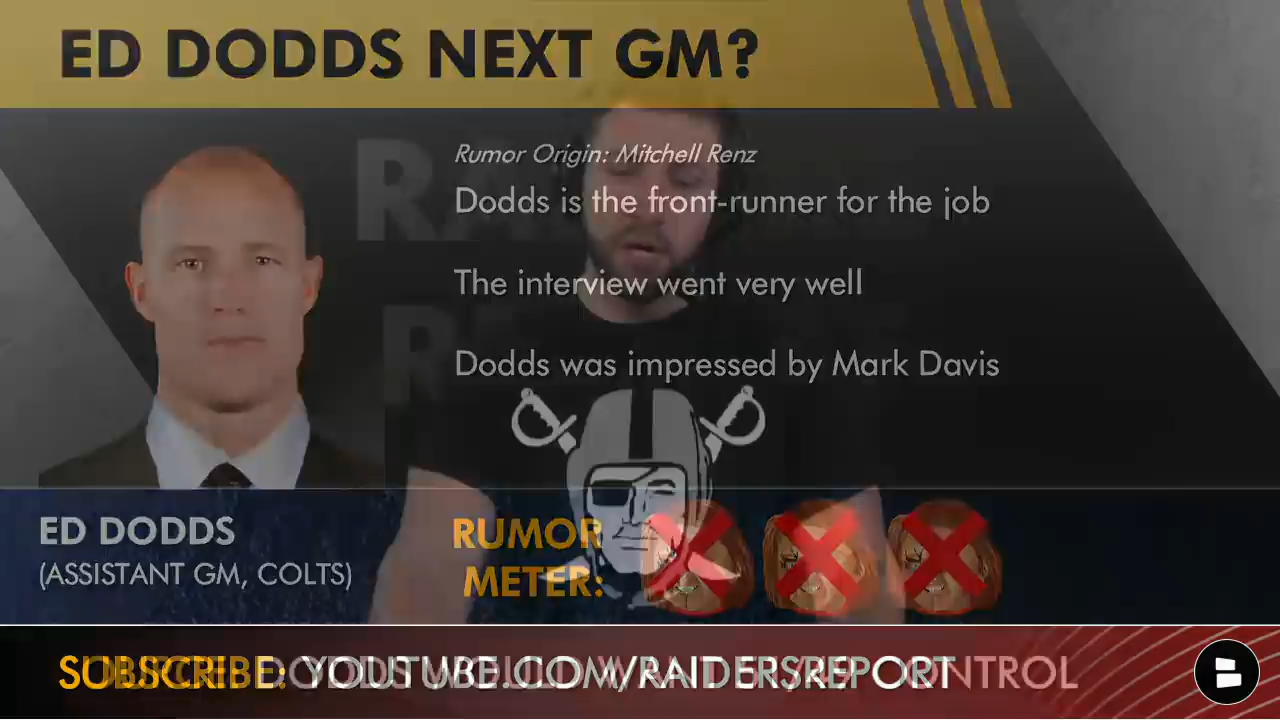 ED DODDS NEXT GM?
Rumor Origin: Mitchell Renz
Dodds is the front-runner for the job
The interview went very well
Dodds was impressed by Mark Davis
ED DODDS
(ASSISTANT GM, COLTS)
RUMOR
METER:
SUBSCRIBE: YOUTUBE.COM/RAIDERSREPORT